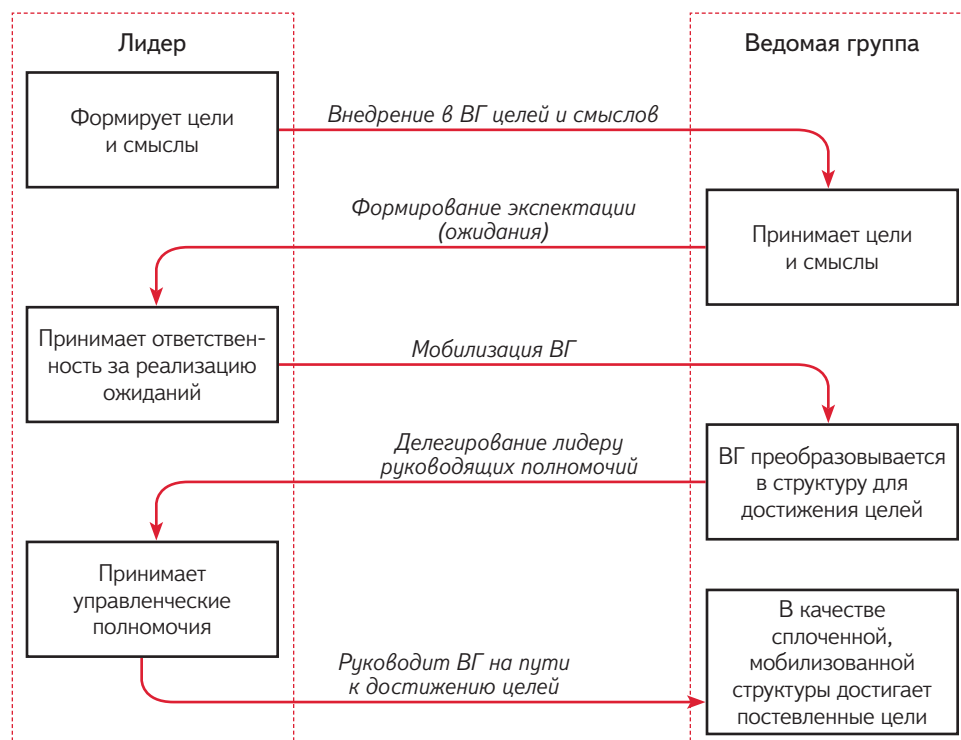 Лидер
Ведомая группа
Формирует цели
и смыслы
Внедрение в ВГ целей и смыслов
Принимает цели
и смыслы
Формирование экспектации
(ожидания)
Принимает ответствен-
ность за реализацию
ожиданий
Мобилизация ВГ
ВГ преобразовывается
в структуру для
достижения целей
Делегирование лидеру
руководящих полномочий
Принимает
управленческие
полномочия
Руководит ВГ на пути
к достижению целей
В качестве
сплоченной,
мобилизованной
структуры достигает
постевленные цели